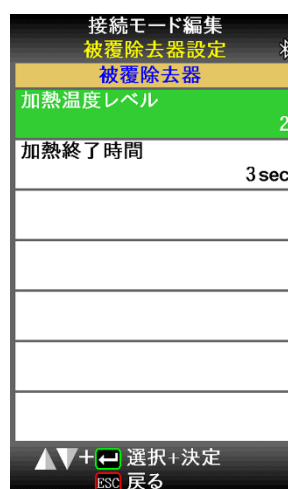 接続モード編集
被覆除去器設定
被覆除去器
加熱温度レベル
2
加熱終了時間
3sec
+ 選択+決定
ESC 戻る